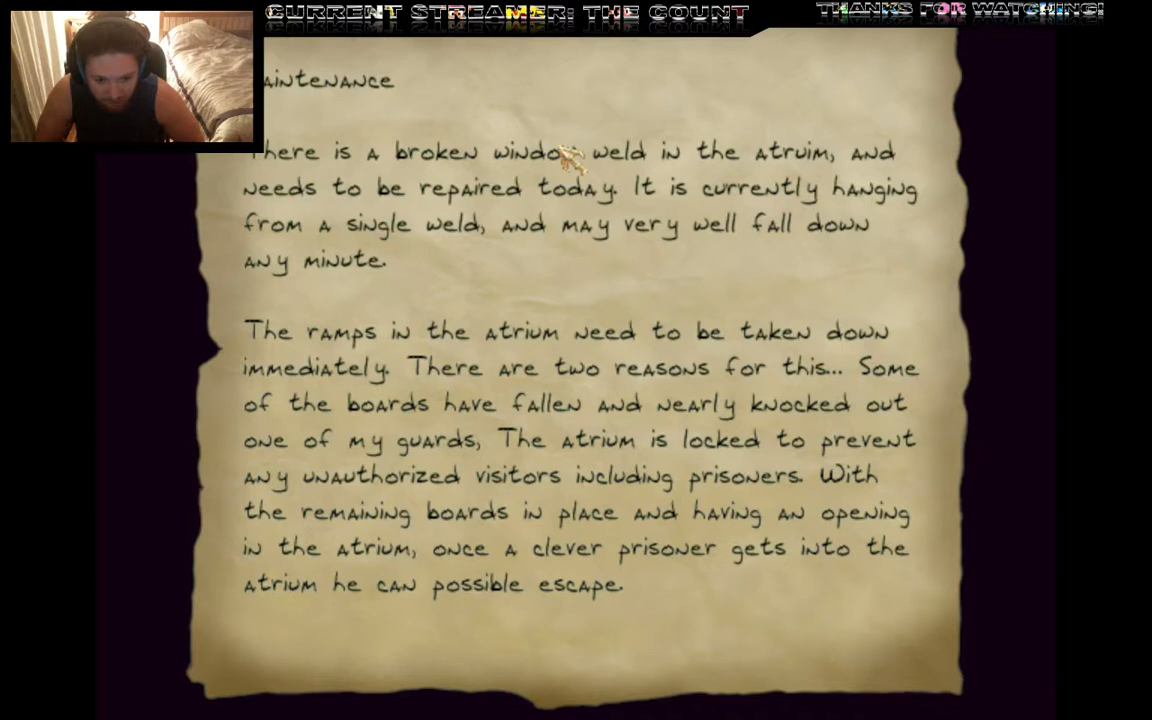 CURRENT STREAMER: THE COUNT
THANKS FOR WATCHING!
aintenance
There is a broken window weld in the atruim, and
needs to be repaired today. It is currently hanging
from a single weld, and may very well fall down
any minute.
The ramps in the atrium need to be taken down
immediately. There are two reasons for this... Some
of the boards have fallen and nearly knocked out
one of my guards, The atrium is locked to prevent
any unauthorized visitors including prisoners. With
the remaining boards in place and having an opening
in the atrium, once a clever prisoner gets into the
atrium he can possible escape.